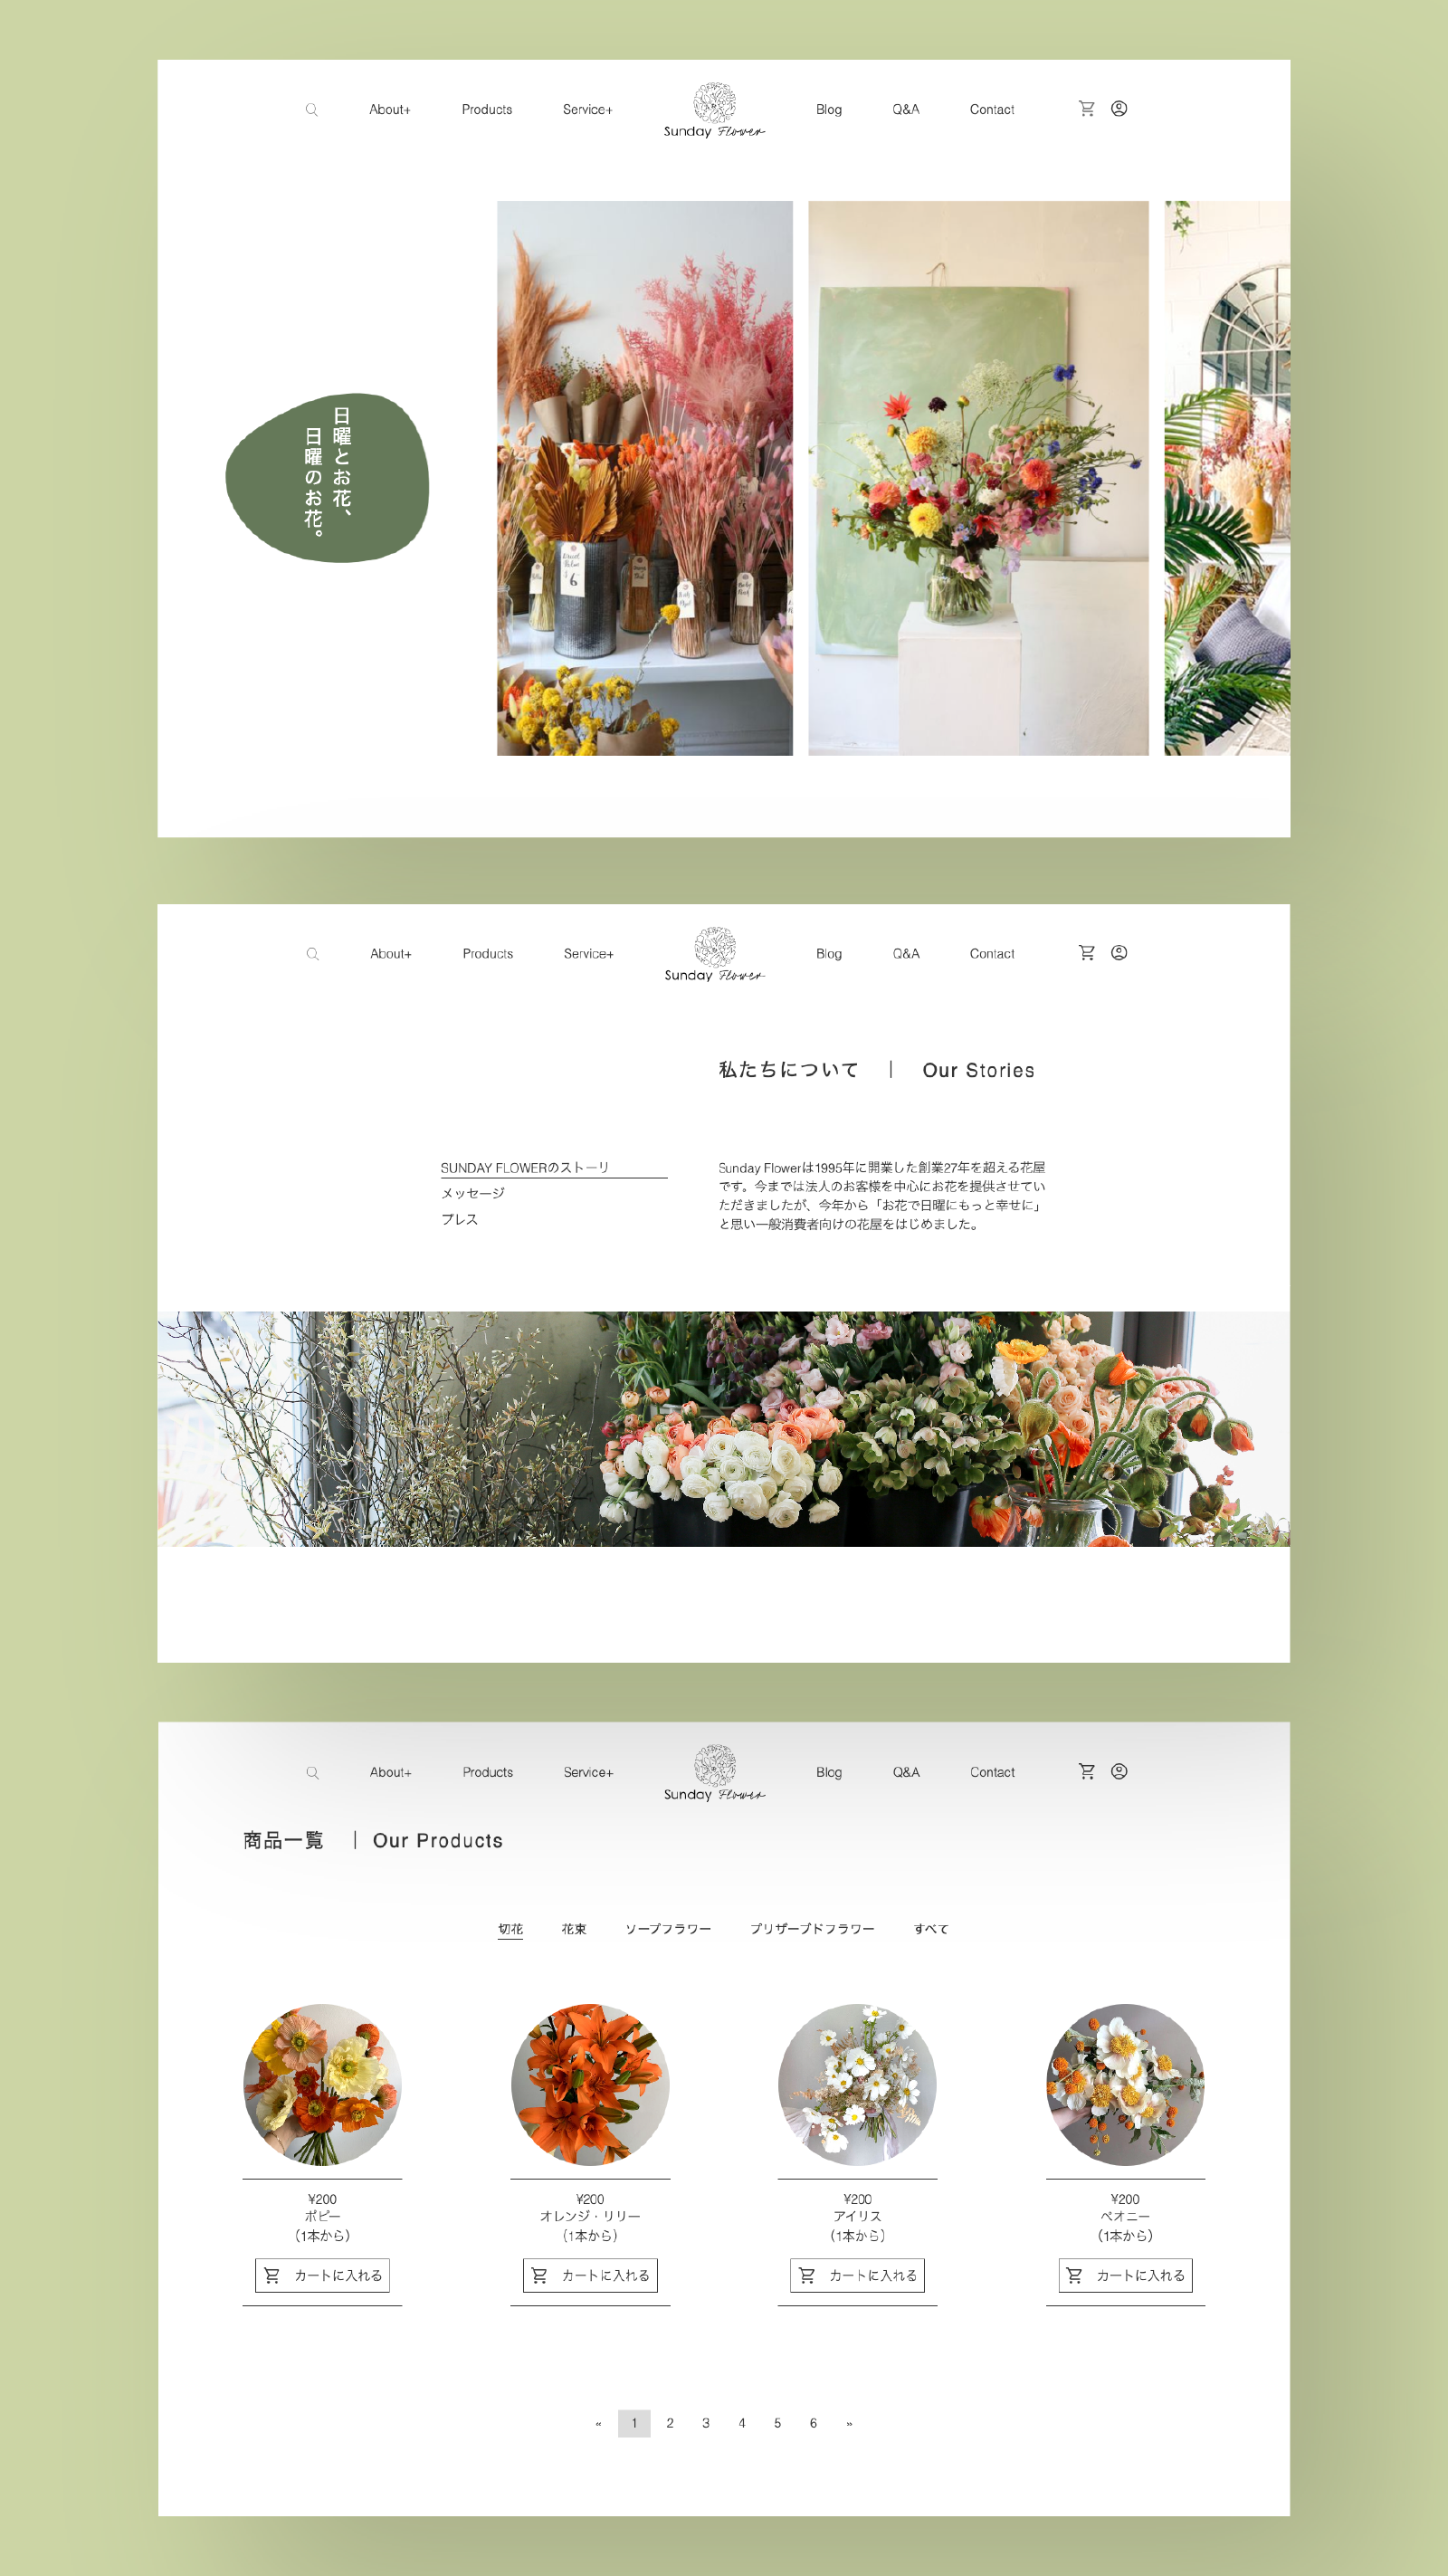 About+
Products
Service+
Sunday Flower
Blog
Q&A
Contact
日曜とお花、
日曜のお花。
$6
About+
Products
Service+
Sunday Flower
Blog
Q&A
Contact
私たちについて | Our Stories
SUNDAY FLOWERのストーリ
メッセージ
プレス
Sunday Flowerは1995年に開業した創業27年を超える花屋
です。今までは法人のお客様を中心にお花を提供させてい
ただきましたが、今年から「お花で日曜にもっと幸せに」
と思い一般消費者向けの花屋をはじめました。
About+
Products
Service+
Sunday Flower
Blog
Q&A
Contact
商品一覧 | Our Products
切花
花束
ソープフラワー
プリザーブドフラワー
すべて
¥200
ポピー
(1本から)
カートに入れる
¥200
オレンジ・リリー
(1本から)
カートに入れる
¥200
アイリス
(1本から)
カートに入れる
¥200
ペオニー
(1本から)
カートに入れる
« 1 2 3 4 5 6 »